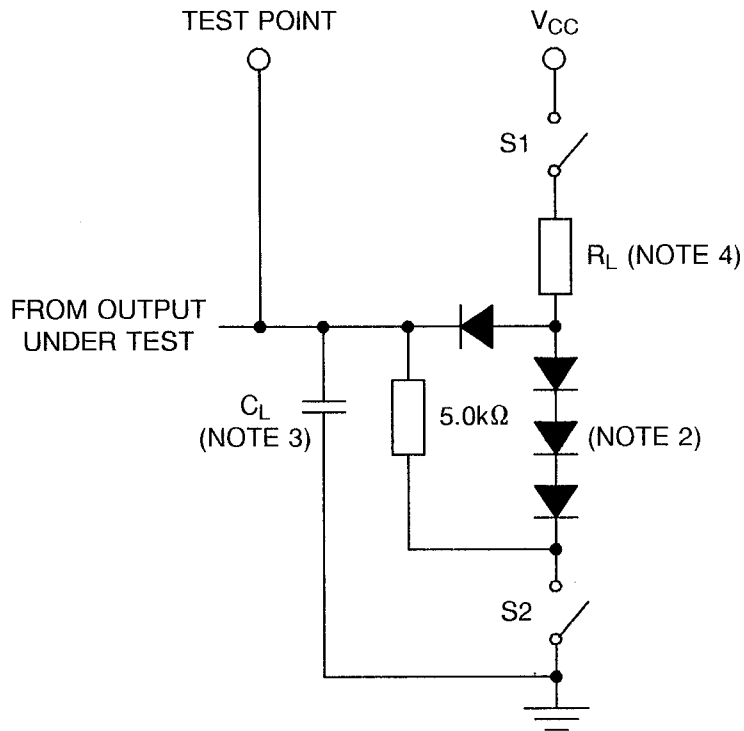 TEST POINT
VCC
S1
RL (NOTE 4)
FROM OUTPUT
UNDER TEST
CL
(NOTE 3)
5.0kΩ
(NOTE 2)
S2